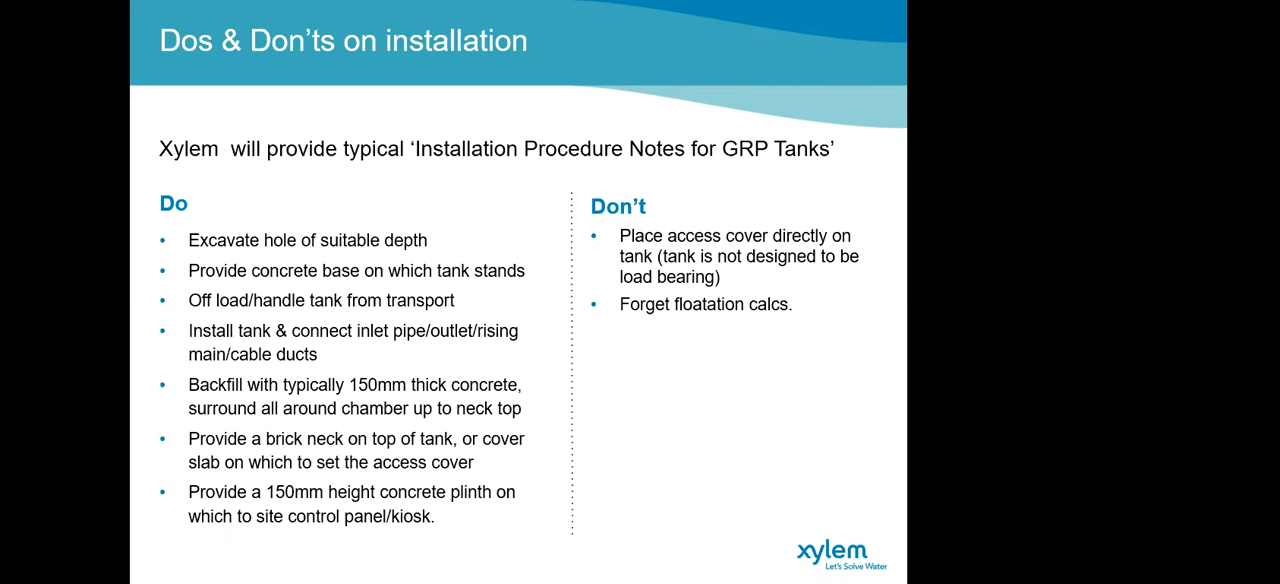 Dos & Don’ts on installation
Xylem will provide typical ‘Installation Procedure Notes for GRP Tanks’
Do
• Excavate hole of suitable depth
• Provide concrete base on which tank stands
• Off load/handle tank from transport
• Install tank & connect inlet pipe/outlet/rising
main/cable ducts
• Backfill with typically 150mm thick concrete,
surround all around chamber up to neck top
• Provide a brick neck on top of tank, or cover
slab on which to set the access cover
• Provide a 150mm height concrete plinth on
which to site control panel/kiosk.
Don’t
• Place access cover directly on
tank (tank is not designed to be
load bearing)
• Forget floatation calcs.
xylem
Let's Solve Water